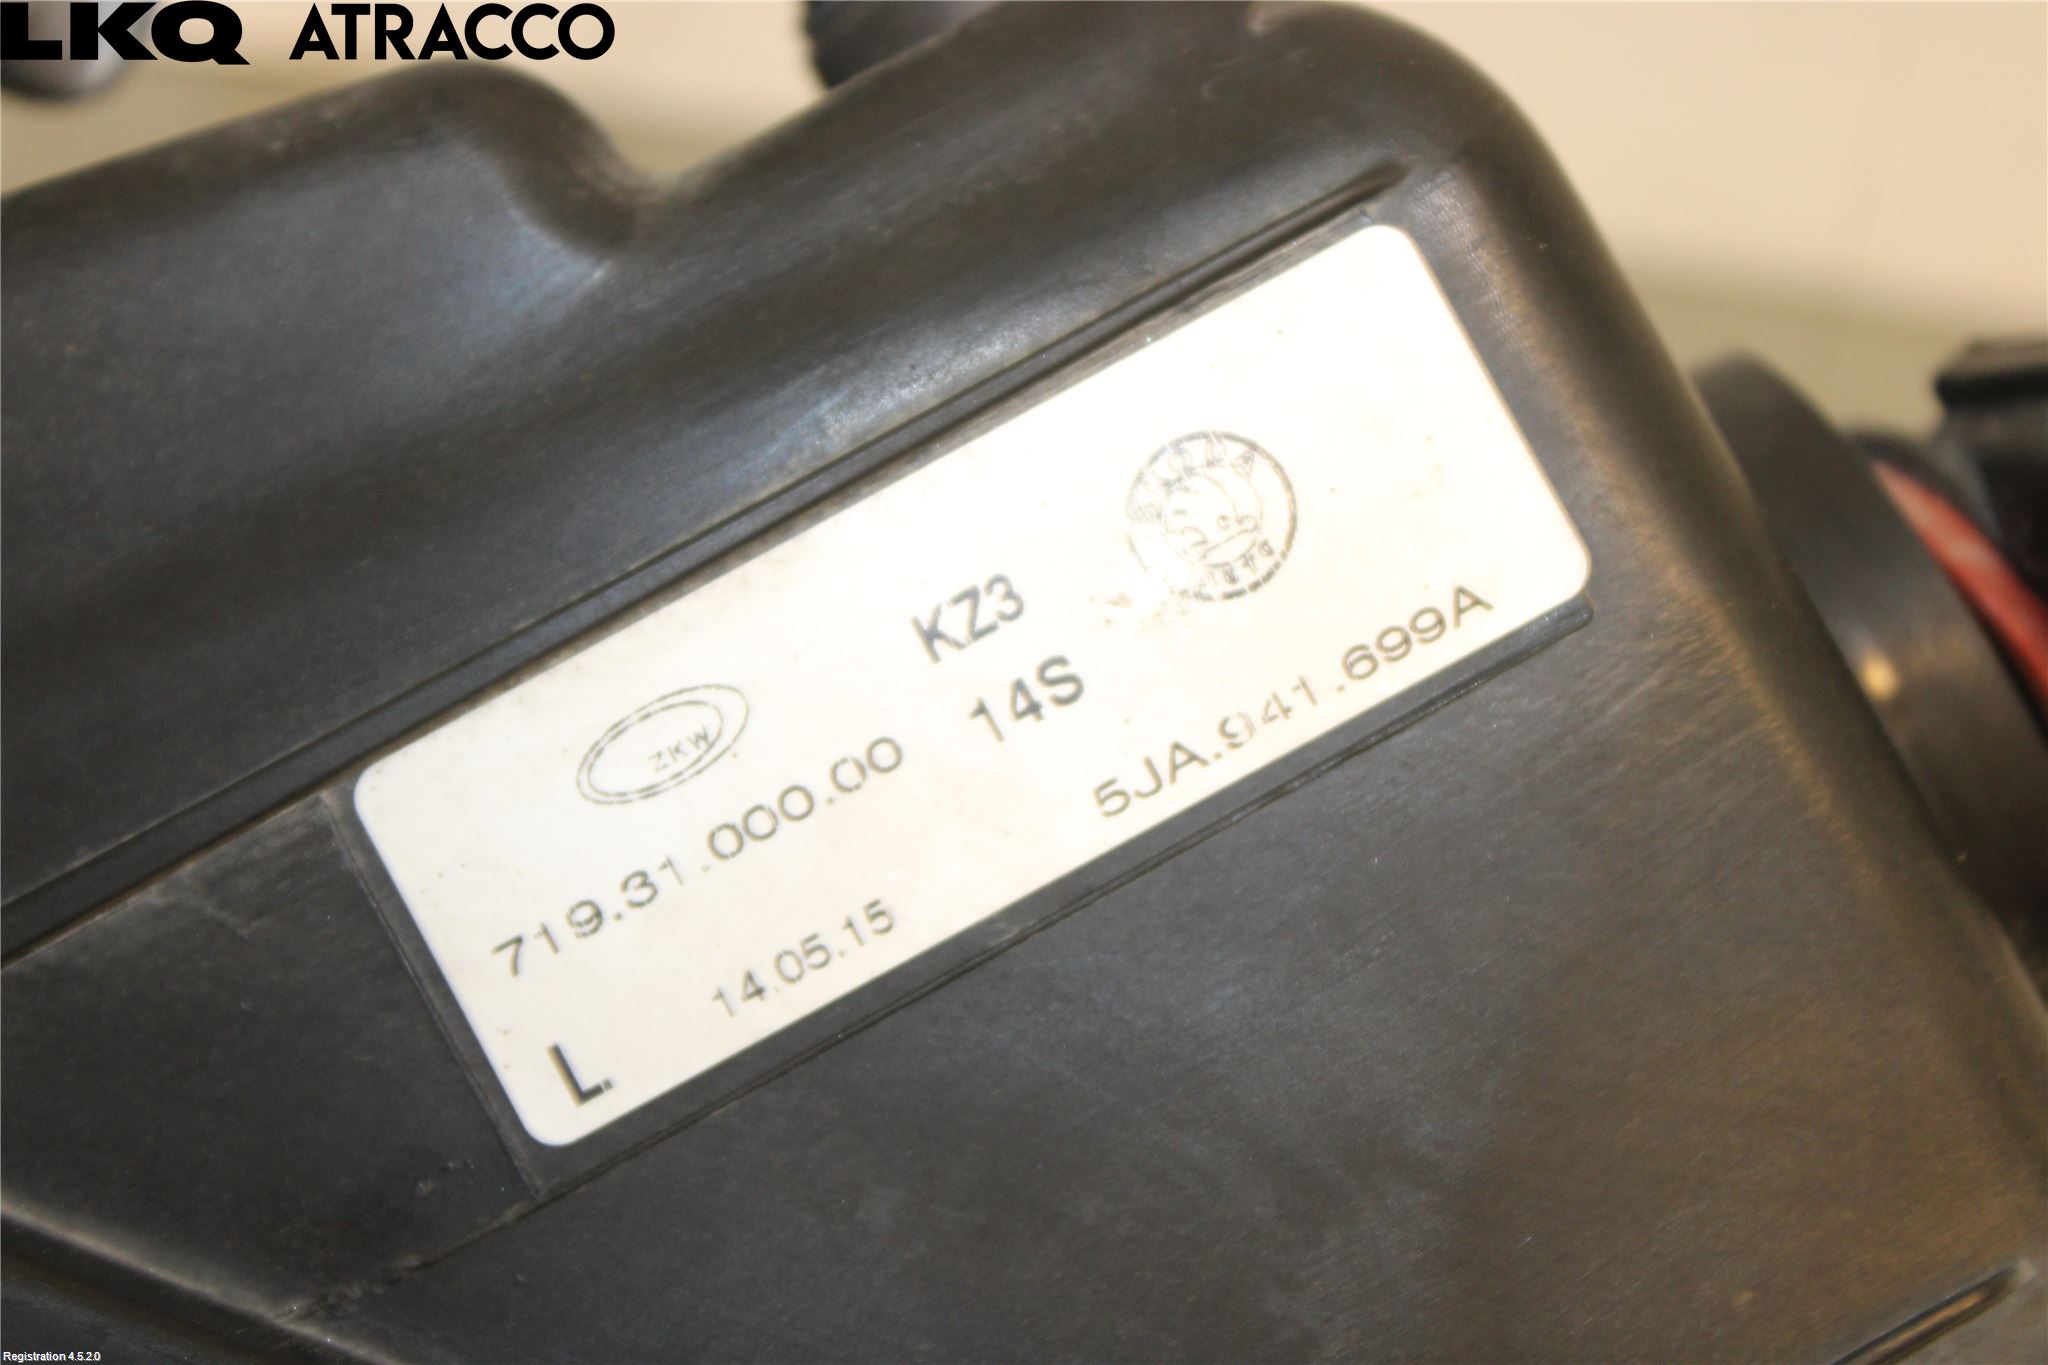 LKQ ATRACCO
KZ3
ZKW
14S
719.31.000.00
5JA.941.699A
14.05.15
L
Registration 4.5.2.0